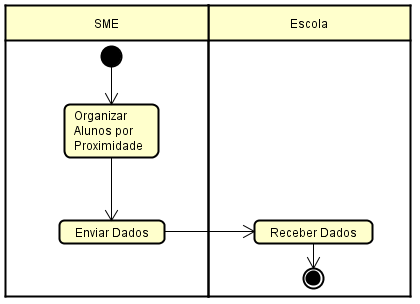 SME
Escola
Organizar
Alunos por
Proximidade
Enviar Dados
Receber Dados